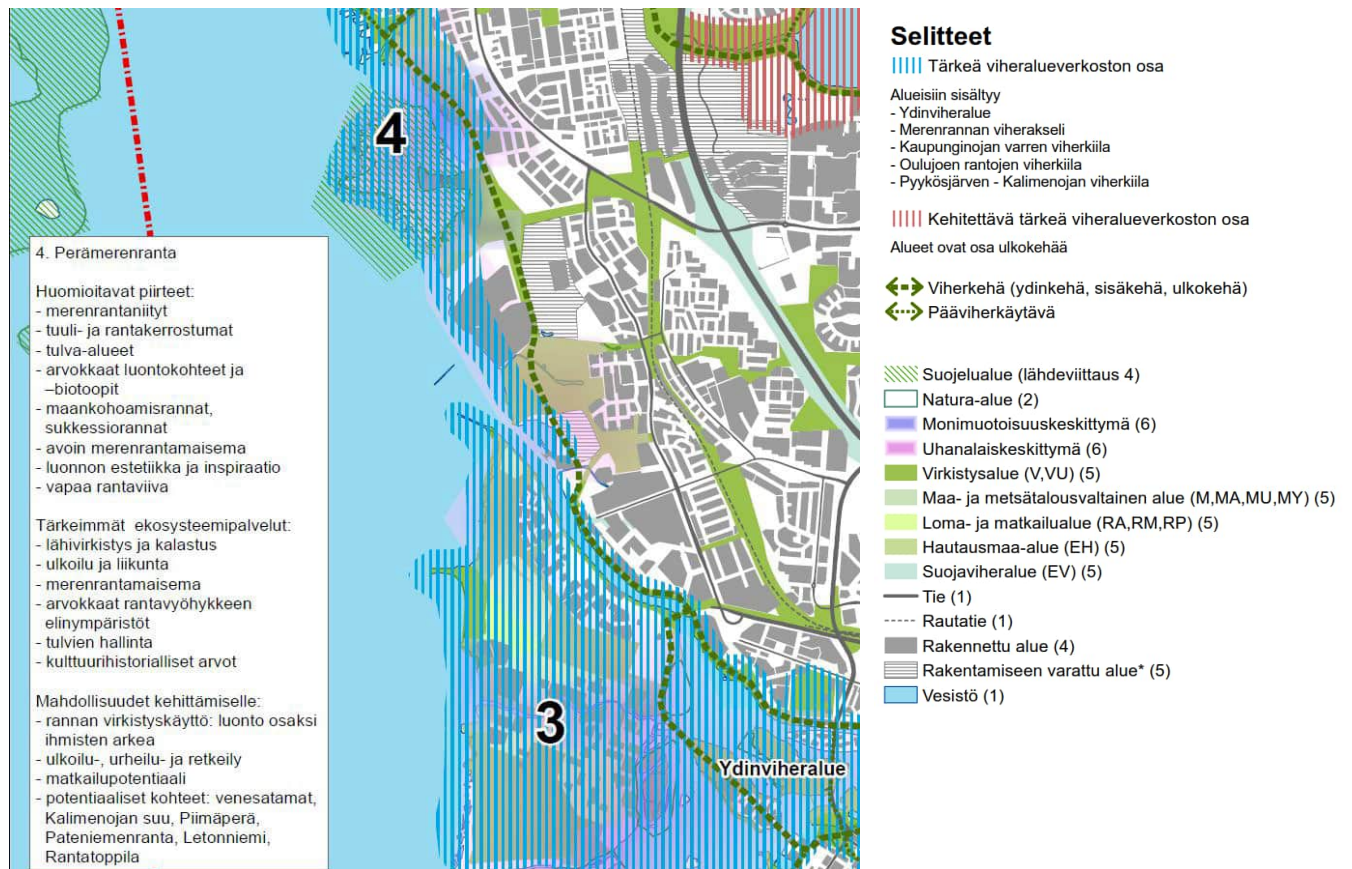 4
4. Perämerenranta
Huomioitavat piirteet:
- merenrantaniityt
- tuuli- ja rantakerrostumat
- tulva-alueet
- arvokkaat luontokohteet ja
–biotoopit
- maankohoamisrannat,
sukkessiorannat
- avoin merenrantamaisema
- luonnon estetiikka ja inspiraatio
- vapaa rantaviiva
Tärkeimmät ekosysteemipalvelut:
- lähivirkistys ja kalastus
- ulkoilu ja liikunta
- merenrantamaisema
- arvokkaat rantavyöhykkeen
elinympäristöt
- tulvien hallinta
- kulttuurihistorialliset arvot
Mahdollisuudet kehittämiselle:
- rannan virkistyskäyttö: luonto osaksi
ihmisten arkea
- ulkoilu-, urheilu- ja retkeily
- matkailupotentiaali
- potentiaaliset kohteet: venesatamat,
Kalimenojan suu, Piimäperä,
Pateniemenranta, Letonniemi,
Rantatoppila
3
Ydinviheralue
Selitteet
Tärkeä viheralueverkoston osa
Alueisiin sisältyy
- Ydinviheralue
- Merenrannan viherakseli
- Kaupunginojan varren viherkiila
- Oulujoen rantojen viherkiila
- Pyykösjärven - Kalimenojan viherkiila
Kehitettävä tärkeä viheralueverkoston osa
Alueet ovat osa ulkokehää
Viherkehä (ydinkehä, sisäkehä, ulkokehä)
Pääviherkäytävä
Suojelualue (lähdeviittaus 4)
Natura-alue (2)
Monimuotoisuuskeskittymä (6)
Uhanalaiskeskittymä (6)
Virkistysalue (V,VU) (5)
Maa- ja metsätalousvaltainen alue (M,MA,MU,MY) (5)
Loma- ja matkailualue (RA,RM,RP) (5)
Hautausmaa-alue (EH) (5)
Suojaviheralue (EV) (5)
Tie (1)
Rautatie (1)
Rakennettu alue (4)
Rakentamiseen varattu alue* (5)
Vesistö (1)